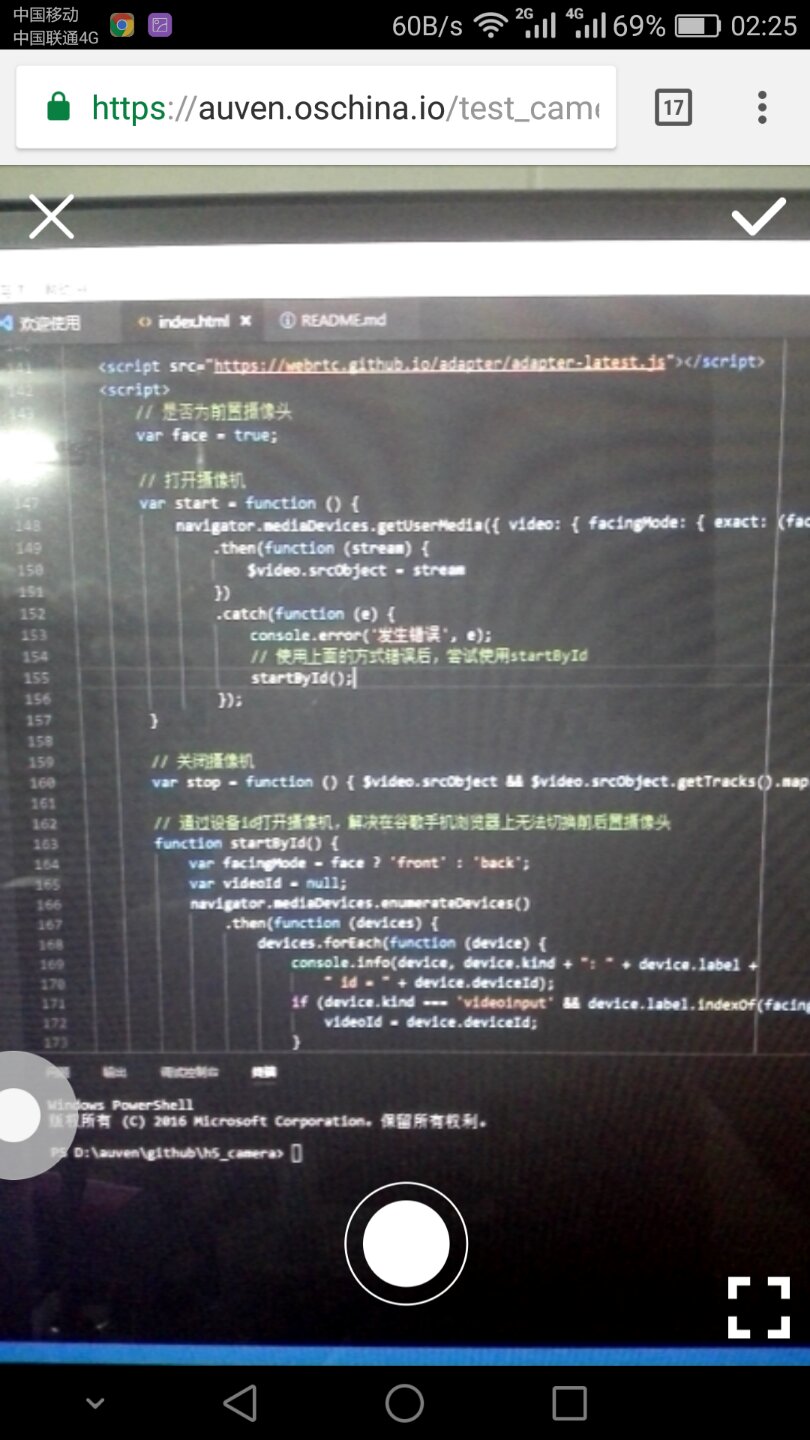 中国移动
中国联通4G
60B/s 2G 4G 69% 02:25
https://auven.oschina.io/test_came
17
欢迎使用 <> index.html × README.md
141 <script src="https://webrtc.github.io/adapter/adapter-latest.js"></script>
142 <script>
143 // 是否为前置摄像头
var face = true;
// 打开摄像机
147 var start = function () {
148 navigator.mediaDevices.getUserMedia({ video: { facingMode: { exact: (fac
149 .then(function (stream) {
150 $video.srcObject = stream
151 })
152 .catch(function (e) {
153 console.error('发生错误', e);
154 // 使用上面的方式错误后，尝试使用startById
155 startById();
156 });
157 }
158
159 // 关闭摄像机
160 var stop = function () { $video.srcObject && $video.srcObject.getTracks().map
161
162 // 通过设备id打开摄像机，解决在谷歌手机浏览器上无法切换前后置摄像头
163 function startById() {
164 var facingMode = face ? 'front' : 'back';
165 var videoId = null;
166 navigator.mediaDevices.enumerateDevices()
167 .then(function (devices) {
168 devices.forEach(function (device) {
169 console.info(device, device.kind + ": " + device.label +
170 " id = " + device.deviceId);
171 if (device.kind === 'videoinput' && device.label.indexOf(facing
172 videoId = device.deviceId;
173 }
输出 调试控制台 终端
Windows PowerShell
版权所有 (C) 2016 Microsoft Corporation。保留所有权利。
PS D:\auven\github\h5_camera>